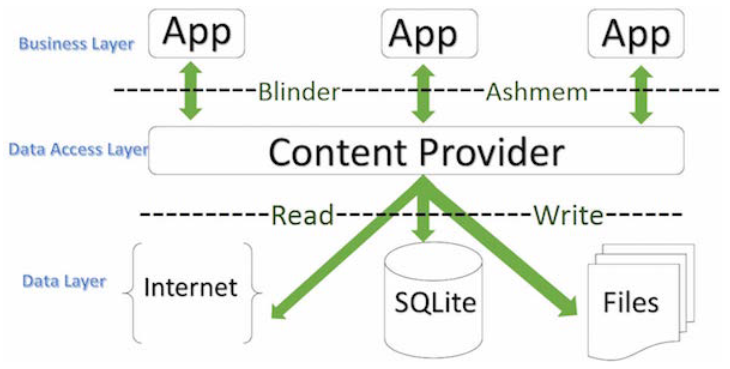 Business Layer App App App
Blinder Ashmem
Data Access Layer Content Provider
Read Write
Data Layer Internet SQLite Files